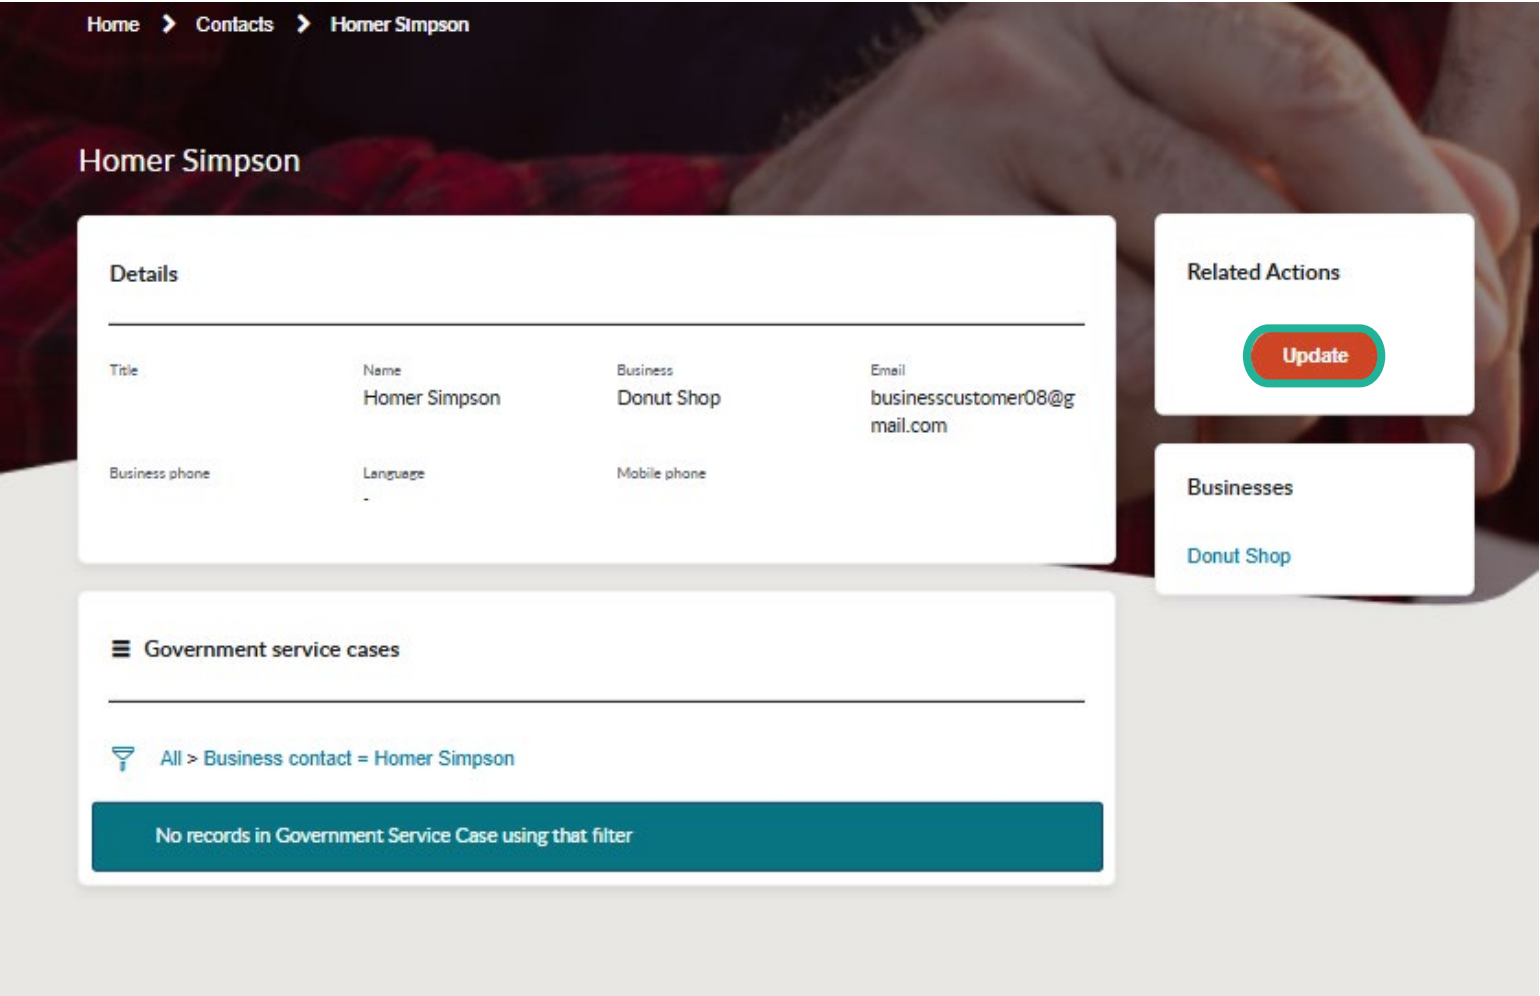 Home > Contacts > Homer Simpson
Homer Simpson
Details
Title
Name
Homer Simpson
Business
Donut Shop
Email
businesscustomer08@g
mail.com
Business phone
Language
-
Mobile phone
Related Actions
Update
Businesses
Donut Shop
Government service cases
All > Business contact = Homer Simpson
No records in Government Service Case using that filter